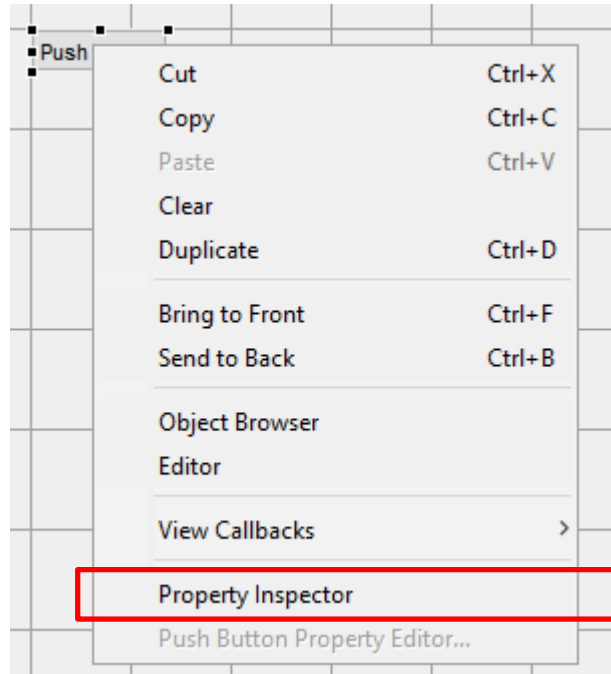 Push
Cut Ctrl+X
Copy Ctrl+C
Paste Ctrl+V
Clear
Duplicate Ctrl+D
Bring to Front Ctrl+F
Send to Back Ctrl+B
Object Browser
Editor
View Callbacks >
Property Inspector
Push Button Property Editor...